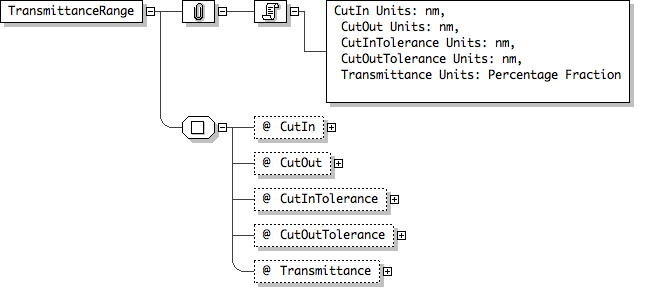 TransmittanceRange
CutIn Units: nm,
CutOut Units: nm,
CutInTolerance Units: nm,
CutOutTolerance Units: nm,
Transmittance Units: Percentage Fraction
@ CutIn
@ CutOut
@ CutInTolerance
@ CutOutTolerance
@ Transmittance